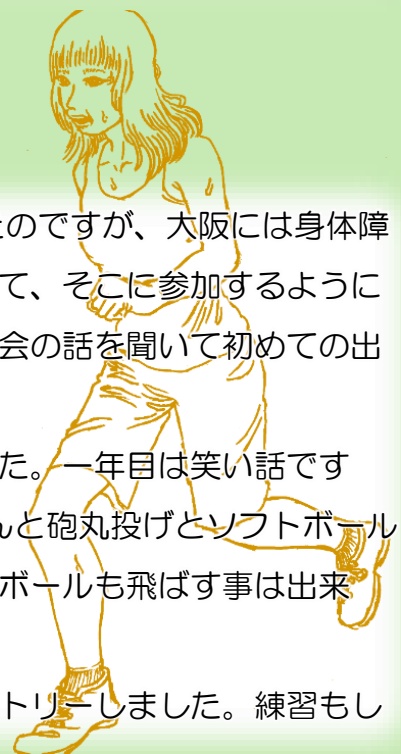 のですが、大阪には身体障
て、そこに参加するように
会の話を聞いて初めての出
た。一年目は笑い話です
んと砲丸投げとソフトボール
ボールも飛ばす事は出来
トリーしました。練習もし